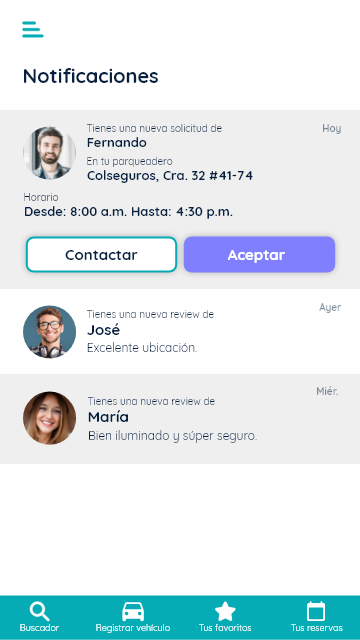 Notificaciones
Hoy
Tienes una nueva solicitud de
Fernando
En tu parqueadero
Colseguros, Cra. 32 #41-74
Horario
Desde: 8:00 a.m. Hasta: 4:30 p.m.
Contactar
Aceptar
Ayer
Tienes una nueva review de
José
Excelente ubicación.
Miér.
Tienes una nueva review de
María
Bien iluminado y súper seguro.
Buscador
Registrar vehículo
Tus favoritos
Tus reservas